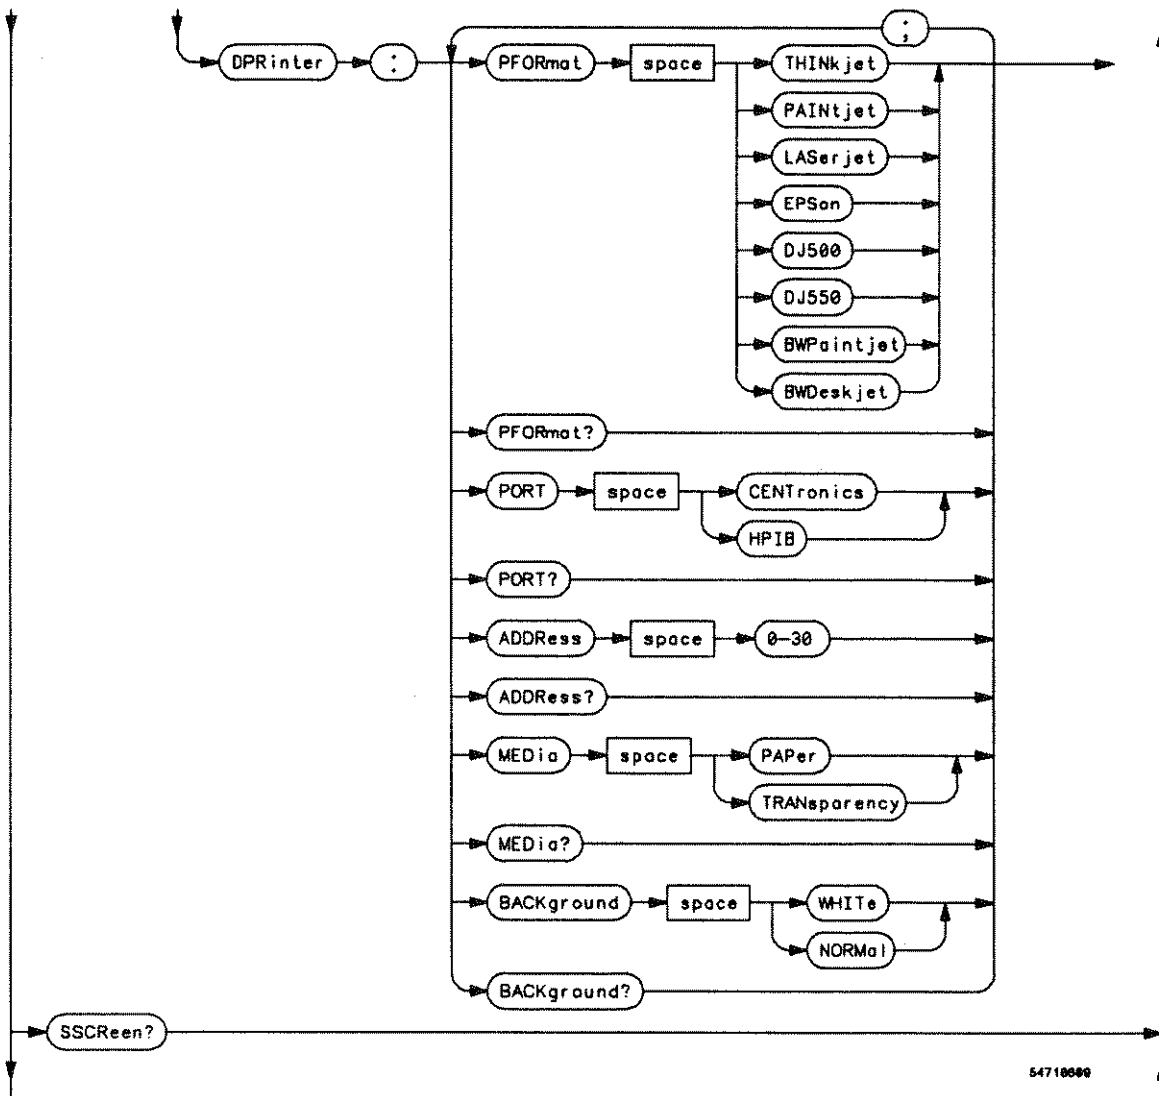 ;
DPRinter : PFORmat space THINkjet
PAINtjet
LASerjet
EPSon
DJ500
DJ550
BWPaintjet
BWDeskjet
PFORmat?
PORT space CENTronics
HPIB
PORT?
ADDRess space 0-30
ADDRess?
MEDia space PAPer
TRANsparency
MEDia?
BACKground space WHITe
NORMal
BACKground?
SSCReen?